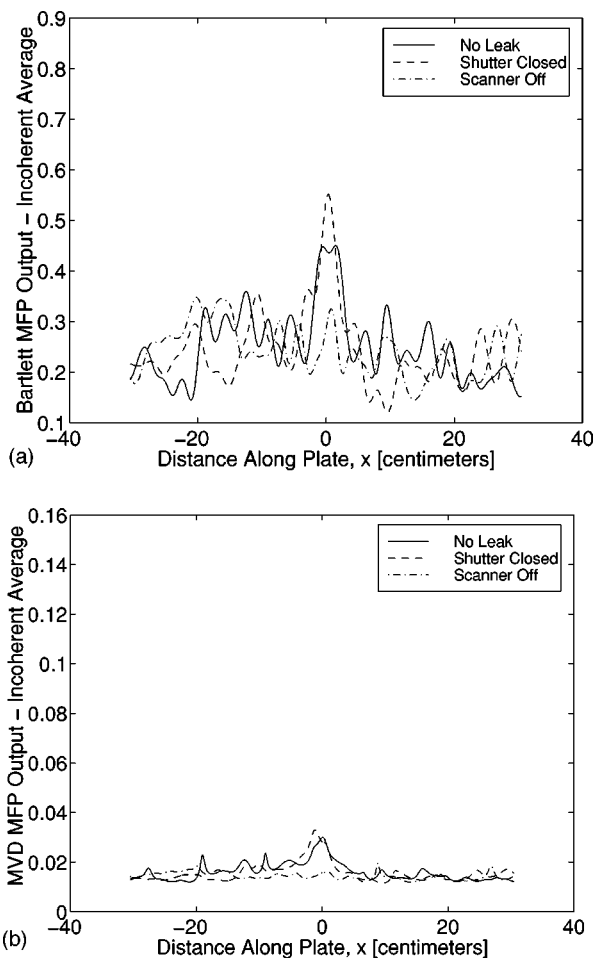 0.9
0.8
0.7
0.6
0.5
0.4
0.3
0.2
0.1
Bartlett MFP Output − Incoherent Average
No Leak
Shutter Closed
Scanner Off
−40
−20
0
20
40
(a)
Distance Along Plate, x [centimeters]
0.16
0.14
0.12
0.1
0.08
0.06
0.04
0.02
0
MVD MFP Output − Incoherent Average
No Leak
Shutter Closed
Scanner Off
−40
−20
0
20
40
(b)
Distance Along Plate, x [centimeters]